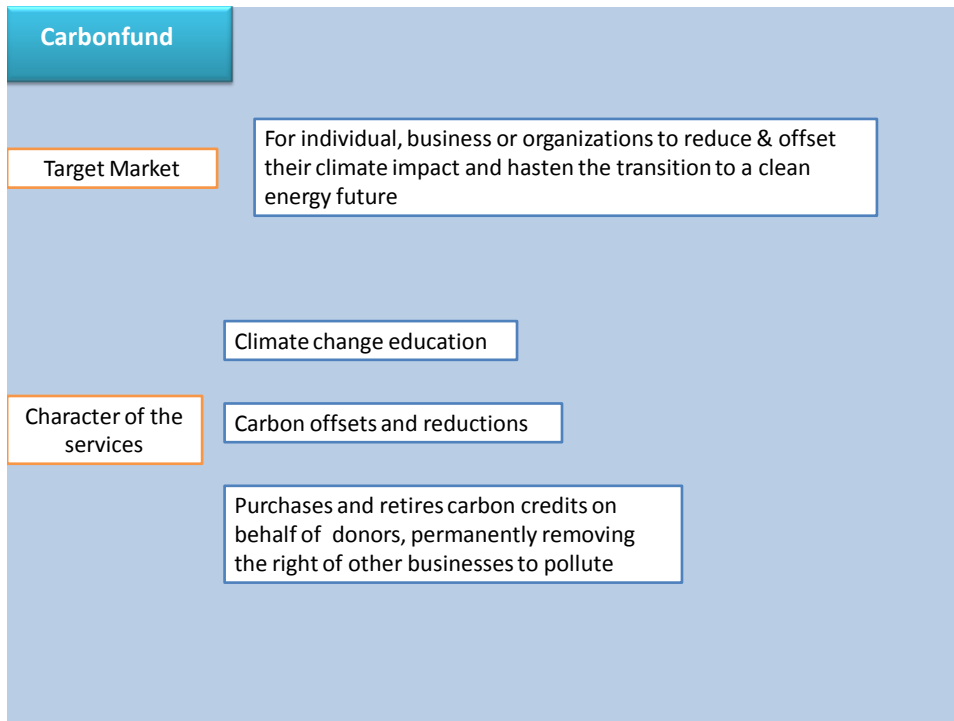 Carbonfund
Target Market
For individual, business or organizations to reduce & offset
their climate impact and hasten the transition to a clean
energy future
Climate change education
Character of the
services
Carbon offsets and reductions
Purchases and retires carbon credits on
behalf of  donors, permanently removing
the right of other businesses to pollute